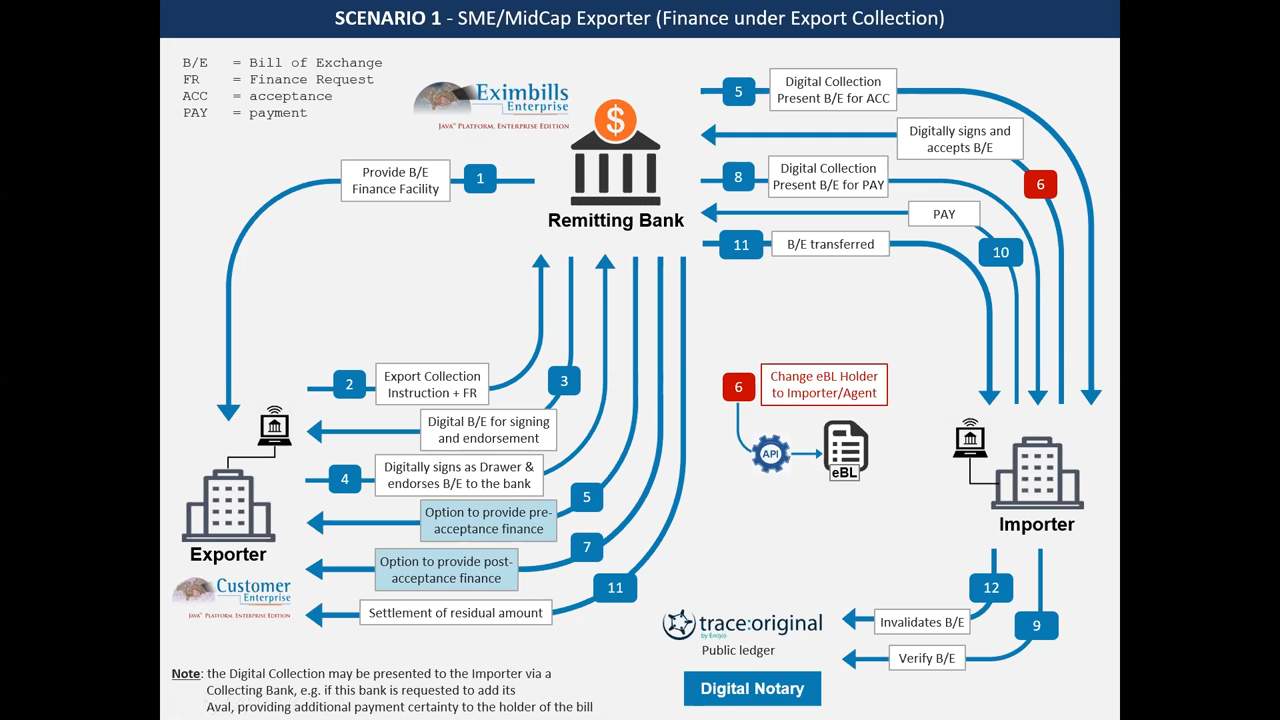 SCENARIO 1 - SME/MidCap Exporter (Finance under Export Collection)
B/E = Bill of Exchange
FR = Finance Request
ACC = acceptance
PAY = payment
Eximbills
Enterprise
JAVA™ PLATFORM, ENTERPRISE EDITION
$
Remitting Bank
1
Provide B/E
Finance Facility
5
Digital Collection
Present B/E for ACC
Digitally signs and
accepts B/E
6
8
Digital Collection
Present B/E for PAY
PAY
10
11
B/E transferred
2
Export Collection
Instruction + FR
3
Digital B/E for signing
and endorsement
4
Digitally signs as Drawer &
endorses B/E to the bank
5
Option to provide pre-
acceptance finance
7
Option to provide post-
acceptance finance
11
Settlement of residual amount
6
Change eBL Holder
to Importer/Agent
API
eBL
Exporter
Customer
Enterprise
JAVA™ PLATFORM, ENTERPRISE EDITION
Importer
12
Invalidates B/E
9
Verify B/E
trace:original
by Enigio
Public ledger
Digital Notary
Note: the Digital Collection may be presented to the Importer via a
Collecting Bank, e.g. if this bank is requested to add its
Aval, providing additional payment certainty to the holder of the bill